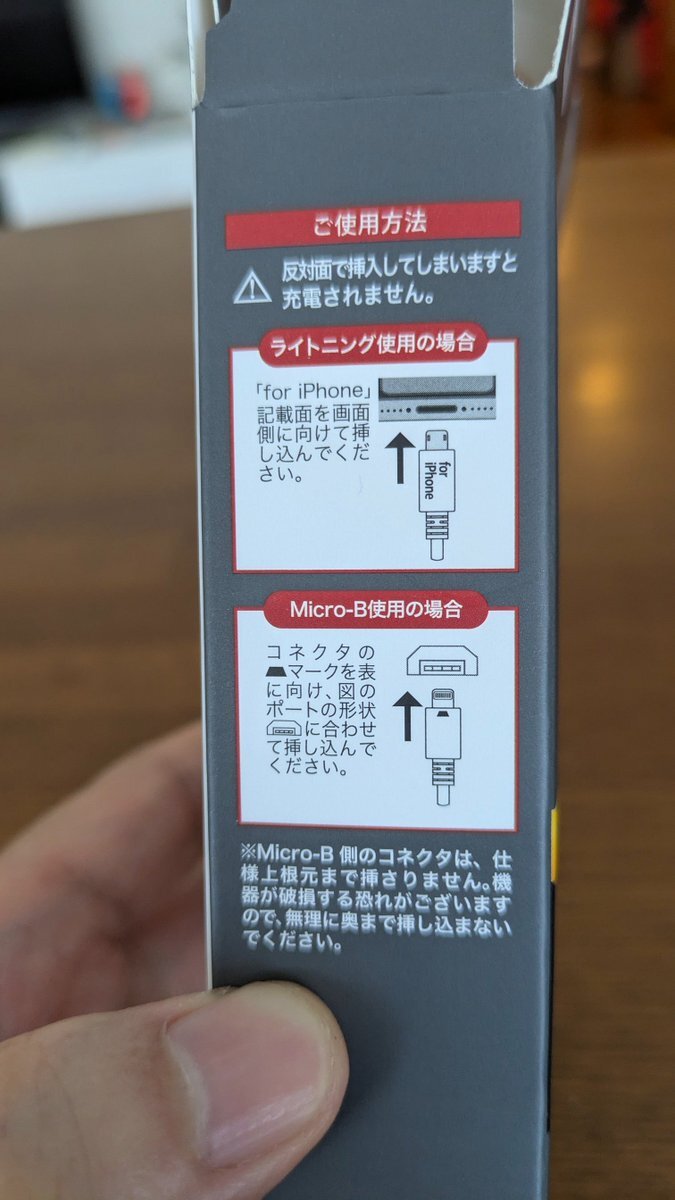 ご使用方法
反対面で挿入してしまいますと
充電されません。
ライトニング使用の場合
「for iPhone」
記載面を画面
側に向けて挿
し込んでくだ
さい。
for
iPhone
Micro-B使用の場合
コネクタの
マークを表
に向け、図の
ポートの形状
に合わせ
て挿し込んで
ください。
※Micro-B 側のコネクタは、仕
様上根元まで挿さりません。機
器が破損する恐れがございます
ので、無理に奥まで挿し込まない
でください。